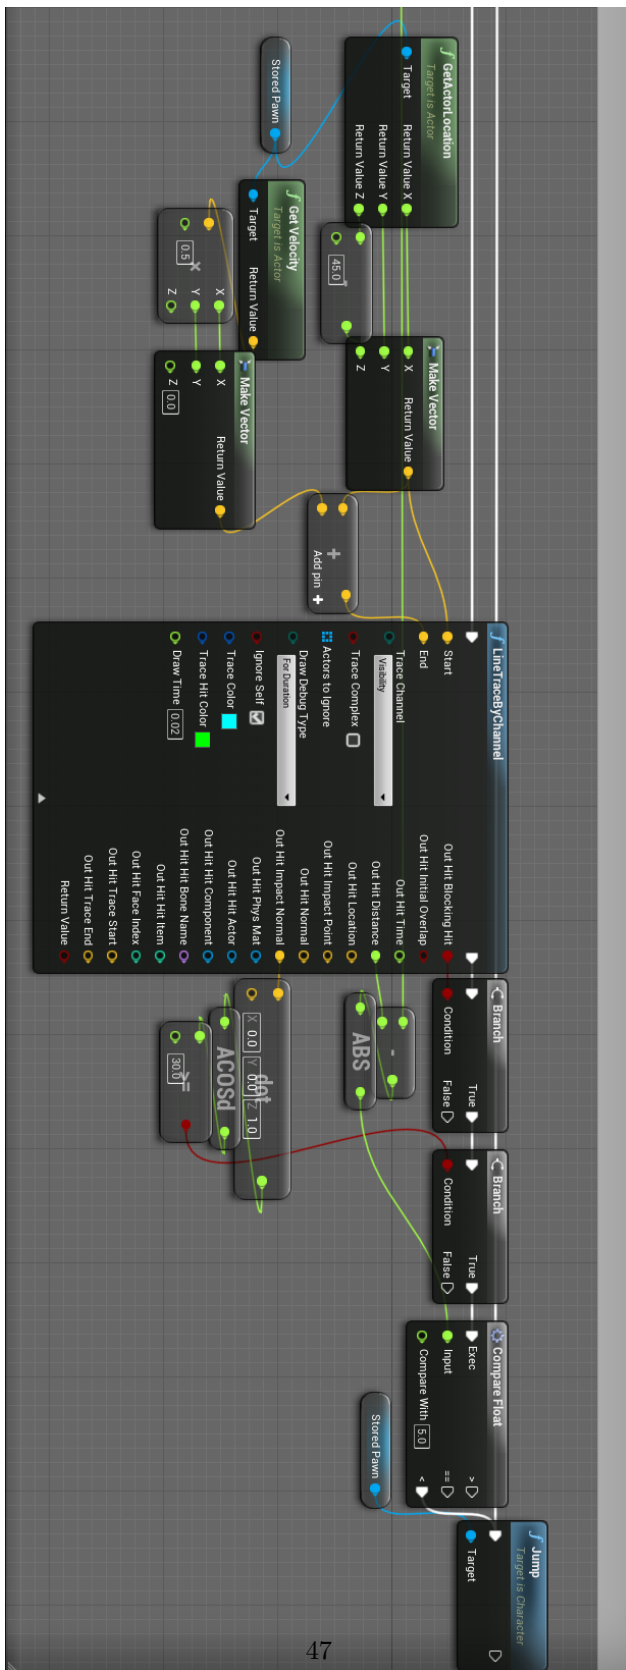 GetActorLocation
Target is Actor
Target
Return Value X
Return Value Y
Return Value Z
Stored Pawn
Get Velocity
Target is Actor
Target
Return Value
-
45.0
×
0.5
X
Y
Z
Make Vector
X
Y
Z
Return Value
Make Vector
X
Y
Z 0.0
Return Value
+
Add pin +
LineTraceByChannel
Start
End
Trace Channel
Visibility
Trace Complex
Actors to Ignore
Draw Debug Type
For Duration
Ignore Self
Trace Color
Trace Hit Color
Draw Time 0.02
Out Hit Blocking Hit
Out Hit Initial Overlap
Out Hit Time
Out Hit Distance
Out Hit Location
Out Hit Impact Point
Out Hit Normal
Out Hit Impact Normal
Out Hit Phys Mat
Out Hit Hit Actor
Out Hit Hit Component
Out Hit Hit Bone Name
Out Hit Hit Item
Out Hit Face Index
Out Hit Trace Start
Out Hit Trace End
Return Value
Branch
Condition
True
False
-
ABS
dot
X 0.0 Y 0.0 Z 1.0
ACOSd
>=
30.0
Branch
Condition
True
False
Compare Float
Exec
Input
Compare With 5.0
>
==
<
Stored Pawn
Jump
Target is Character
Target
47